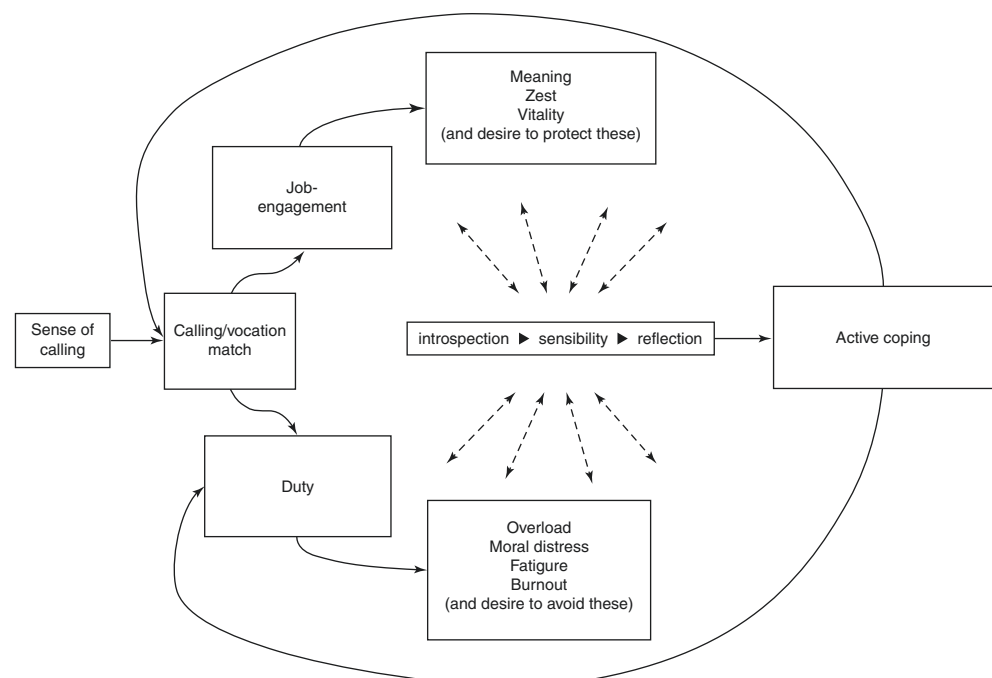 Meaning
Zest
Vitality
(and desire to protect these)
Job-
engagement
Sense of
calling
Calling/vocation
match
introspection ▶ sensibility ▶ reflection
Active coping
Duty
Overload
Moral distress
Fatigure
Burnout
(and desire to avoid these)